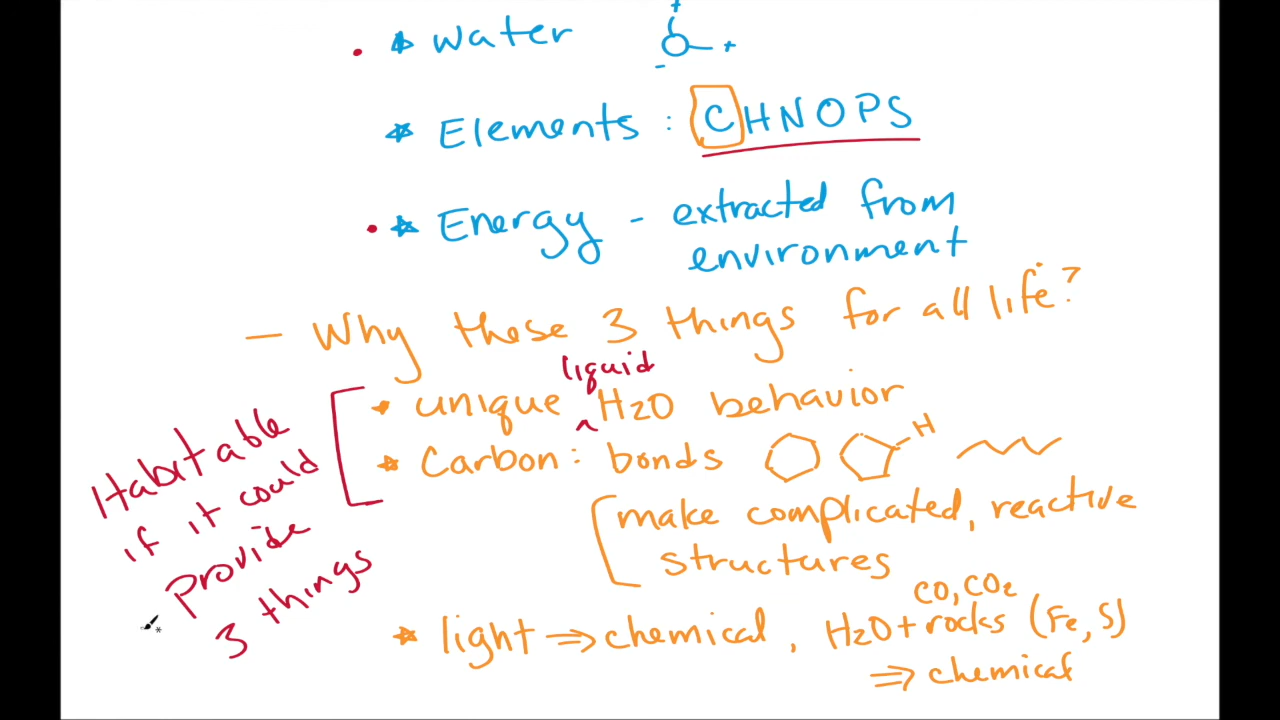 * Water
+
+
-
* Elements : CHNOPS
* Energy - extracted from
environment
- Why these 3 things for all life?
liquid
* unique ^ H2O behavior
* Carbon : bonds
H
make complicated, reactive
structures
CO, CO2
* light ⇒ chemical, H2O + rocks (Fe, S)
⇒ chemical
Habitable
if it could
provide
3 things